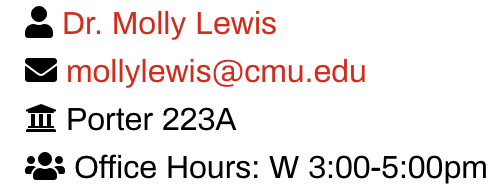 Dr. Molly Lewis
mollylewis@cmu.edu
Porter 223A
Office Hours: W 3:00-5:00pm